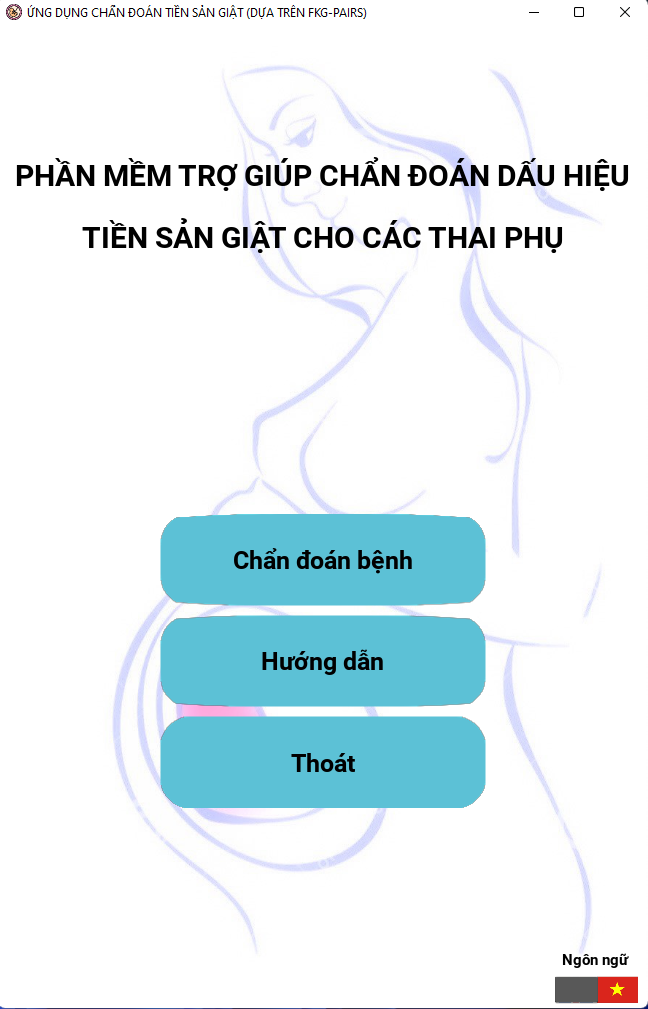 ỨNG DỤNG CHẨN ĐOÁN TIỀN SẢN GIẬT (DỰA TRÊN FKG-PAIRS)
PHẦN MỀM TRỢ GIÚP CHẨN ĐOÁN DẤU HIỆU
TIỀN SẢN GIẬT CHO CÁC THAI PHỤ
Chẩn đoán bệnh
Hướng dẫn
Thoát
Ngôn ngữ